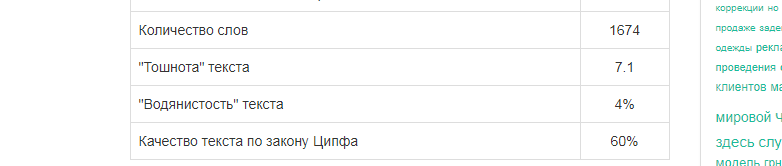 коррекции но
Количество слов 1674
продаже
одежды
"Тошнота" текста 7.1
проведения
клиентов
"Водянистость" текста 4%
мировой
Качество текста по закону Ципфа 60%
здесь
модель